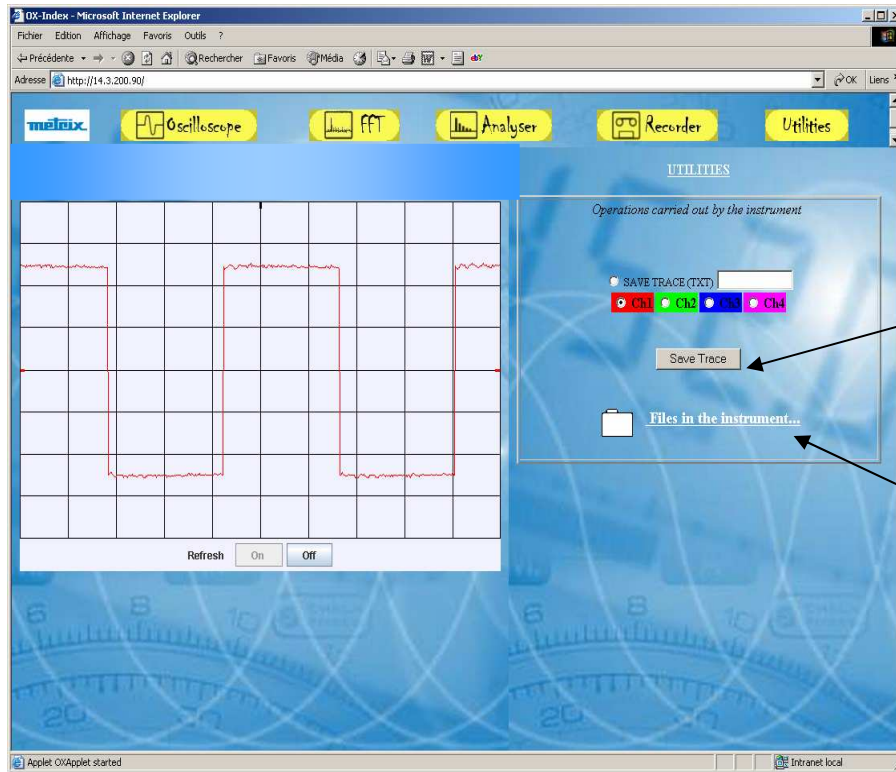 OX-Index - Microsoft Internet Explorer
Fichier Edition Affichage Favoris Outils ?
Précédente Rechercher Favoris Média
Adresse http://14.3.200.90/ OK Liens
metrix Oscilloscope FFT Analyser Recorder Utilities
UTILITIES
Operations carried out by the instrument
SAVE TRACE (TXT)
Ch1 Ch2 Ch3 Ch4
Save Trace
Files in the instrument...
Refresh On Off
Applet OXApplet started Intranet local